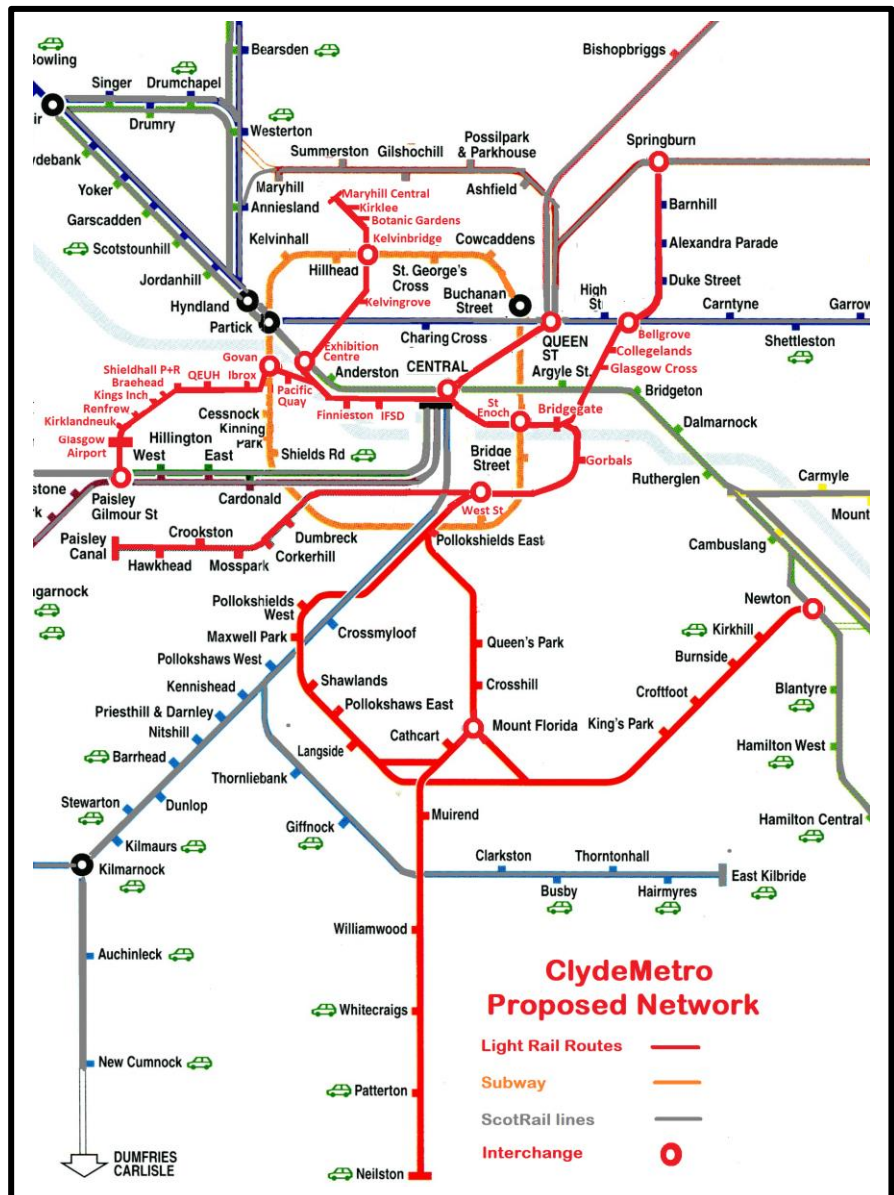 Bearsden
Bowling
Bishopbriggs
Singer
Drumchapel
Drumry
Westerton
Possilpark
& Parkhouse
Summerston
Gilshochill
Springburn
Maryhill
Ashfield
Yoker
Maryhill Central
Kirklee
Botanic Gardens
Anniesland
Barnhill
Garscadden
Kelvinbridge
Kelvinhall
Cowcaddens
Scotstounhill
Alexandra Parade
Hillhead
St. George's
Cross
Jordanhill
Buchanan
Street
High
St
Duke Street
Hyndland
Kelvingrove
Carntyne
Partick
Charing Cross
QUEEN
ST
Bellgrove
Shettleston
Exhibition
Centre
Govan
CENTRAL
Argyle St.
Collegelands
Glasgow Cross
Shieldhall P+R
Braehead
QEUH
Ibrox
Anderston
Bridgeton
Kings Inch
Pacific
Quay
Renfrew
Kirklandneuk
Finnieston
IFSD
St
Enoch
Bridgegate
Dalmarnock
Cessnock
Kinning
Park
Glasgow
Airport
Hillington
West
East
Shields Rd
Bridge
Street
Gorbals
Rutherglen
Carmyle
Paisley
Gilmour St
Cardonald
West St
Mount
Paisley
Canal
Crookston
Dumbreck
Corkerhill
Pollokshields East
Cambuslang
Hawkhead
Mosspark
Pollokshields
West
Newton
Crossmyloof
Maxwell Park
Queen's Park
Kirkhill
Pollokshaws West
Burnside
Kennishead
Shawlands
Crosshill
Croftfoot
Blantyre
Priesthill & Darnley
Pollokshaws East
Nitshill
Cathcart
Mount Florida
King's Park
Barrhead
Langside
Hamilton West
Thornliebank
Stewarton
Dunlop
Muirend
Giffnock
Hamilton Central
Kilmaurs
Clarkston
Thorntonhall
Kilmarnock
East Kilbride
Busby
Hairmyres
Williamwood
Auchinleck
ClydeMetro
Proposed Network
Whitecraigs
Light Rail Routes
New Cumnock
Subway
Patterton
ScotRail lines
Interchange
DUMFRIES
CARLISLE
Neilston